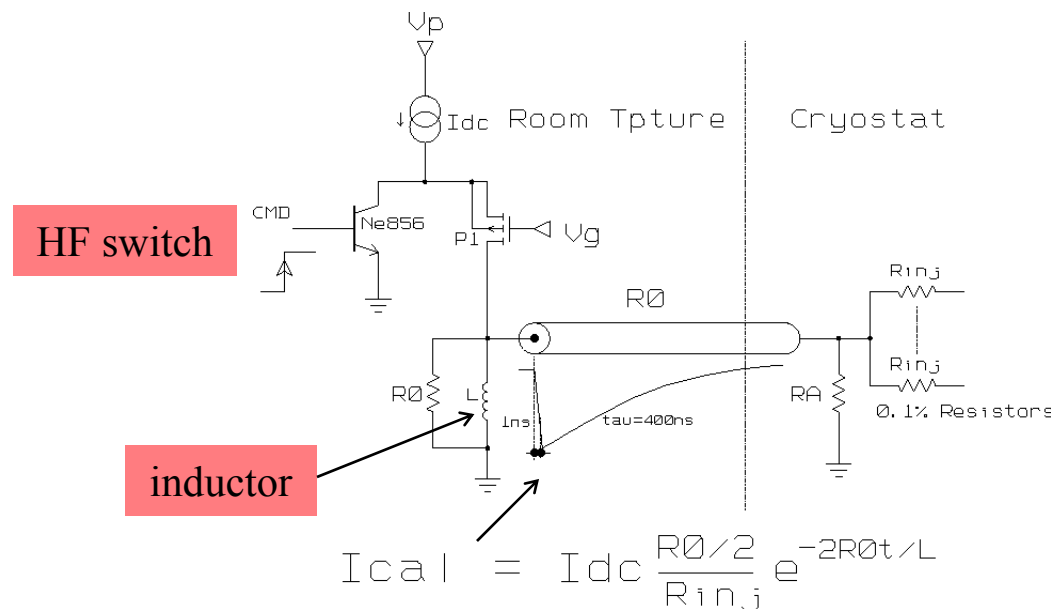 Vp
Idc
Room Tpture
Cryostat
HF switch
CMD
Ne856
P1
Vg
R0
Rinj
Rinj
R0
L
1ns
tau=400ns
RA
0.1% Resistors
inductor
Ical = Idc R0/2 / Rinj e -2R0t/L